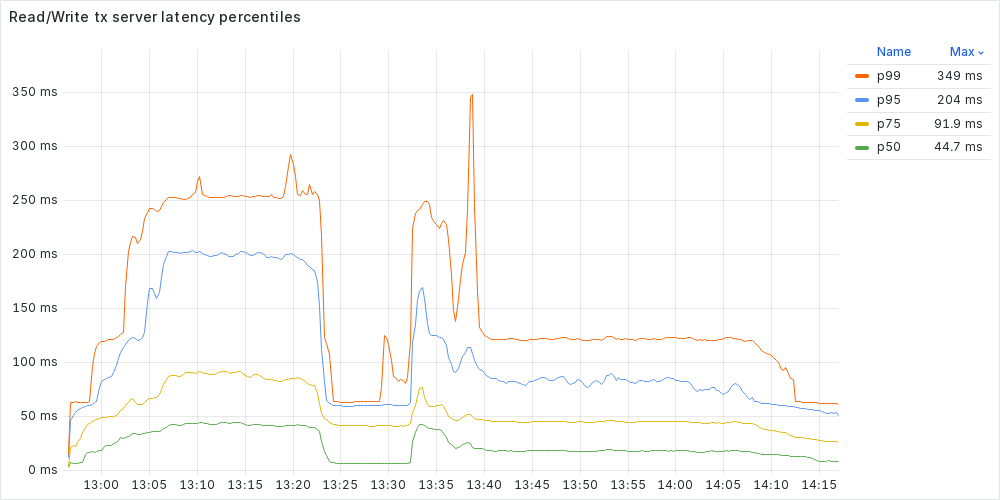 Read/Write tx server latency percentiles
Name Max
p99 349 ms
p95 204 ms
p75 91.9 ms
p50 44.7 ms
350 ms
300 ms
250 ms
200 ms
150 ms
100 ms
50 ms
0 ms
13:00 13:05 13:10 13:15 13:20 13:25 13:30 13:35 13:40 13:45 13:50 13:55 14:00 14:05 14:10 14:15